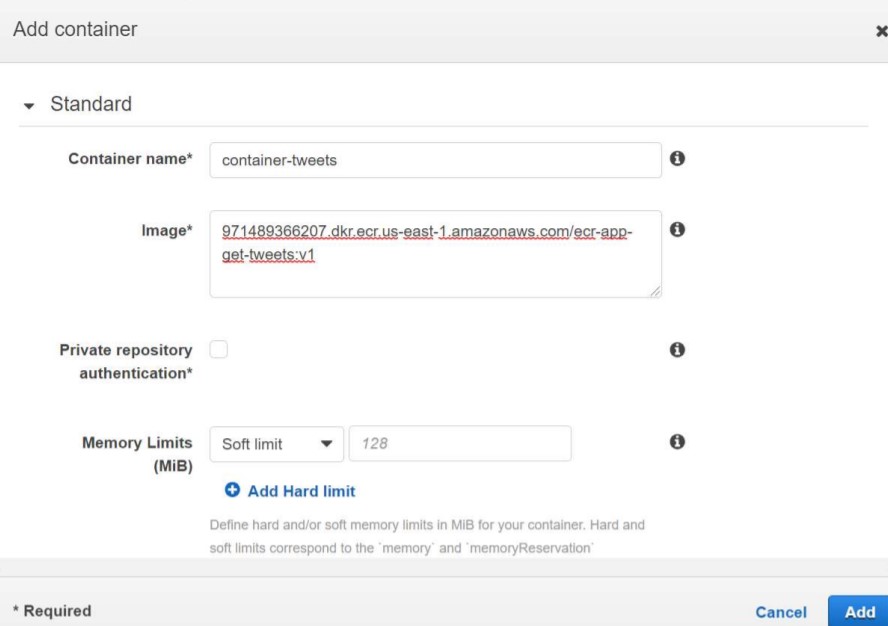 Add container
Standard
Container name*
container-tweets
Image*
971489366207.dkr.ecr.us-east-1.amazonaws.com/ecr-app-
get-tweets:v1
Private repository
authentication*
Memory Limits
(MiB)
Soft limit
128
Add Hard limit
Define hard and/or soft memory limits in MiB for your container. Hard and
soft limits correspond to the `memory` and `memoryReservation`
* Required
Cancel
Add